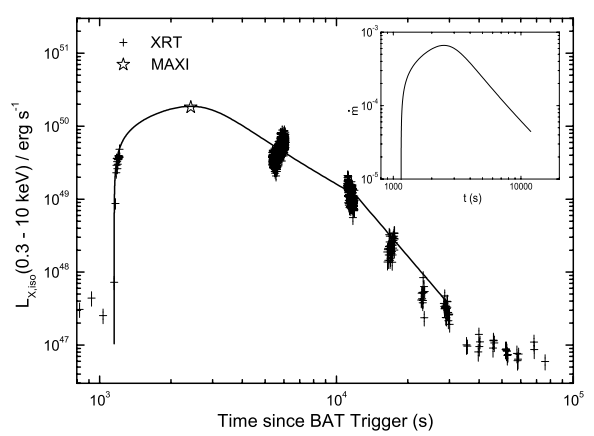 XRT
MAXI
10^51
10^50
10^49
10^48
10^47
L_X,iso(0.3 - 10 keV) / erg s^-1
10^3
10^4
10^5
Time since BAT Trigger (s)
10^-3
10^-4
10^-5
ṁ
1000
10000
t (s)